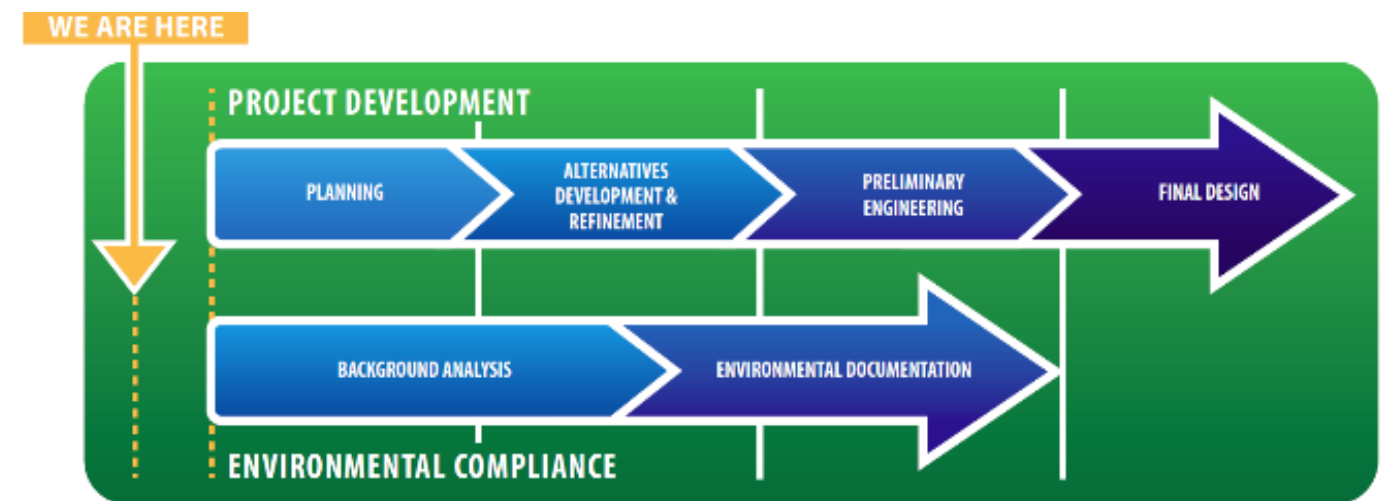 WE ARE HERE
PROJECT DEVELOPMENT
PLANNING
ALTERNATIVES
DEVELOPMENT &
REFINEMENT
PRELIMINARY
ENGINEERING
FINAL DESIGN
BACKGROUND ANALYSIS
ENVIRONMENTAL DOCUMENTATION
ENVIRONMENTAL COMPLIANCE